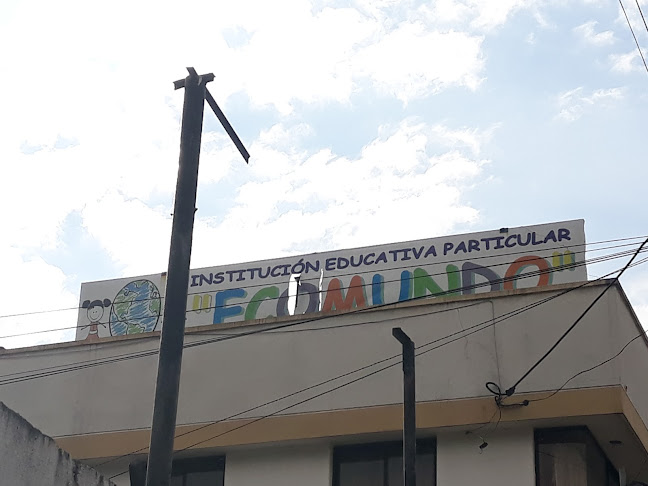 INSTITUCIÓN EDUCATIVA PARTICULAR
"ECOMUNDO"